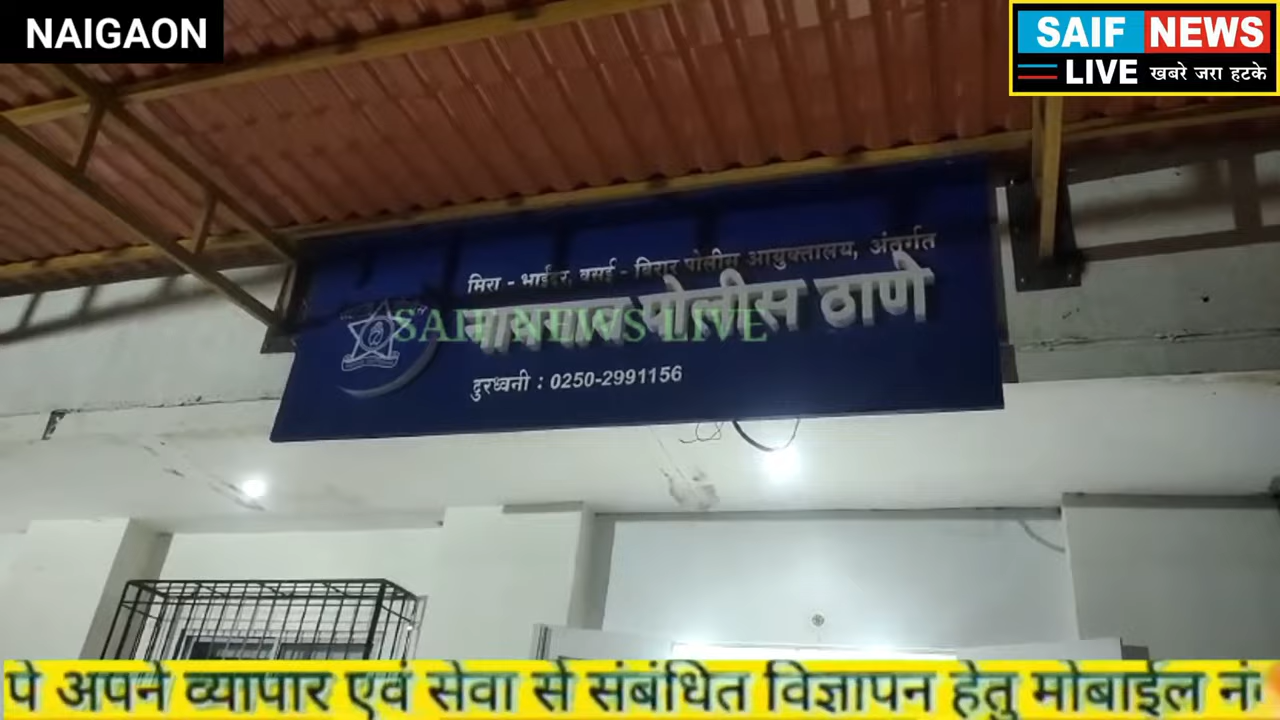 NAIGAON
SAIF NEWS
LIVE खबरे जरा हटके
मिरा - भाईंदर, वसई - विरार पोलीस आयुक्तालय, अंतर्गत
नायगांव पोलीस ठाणे
SAIF NEWS LIVE
दुरध्वनी : 0250-2991156
पे अपने व्यापार एवं सेवा से संबंधित विज्ञापन हेतु मोबाईल